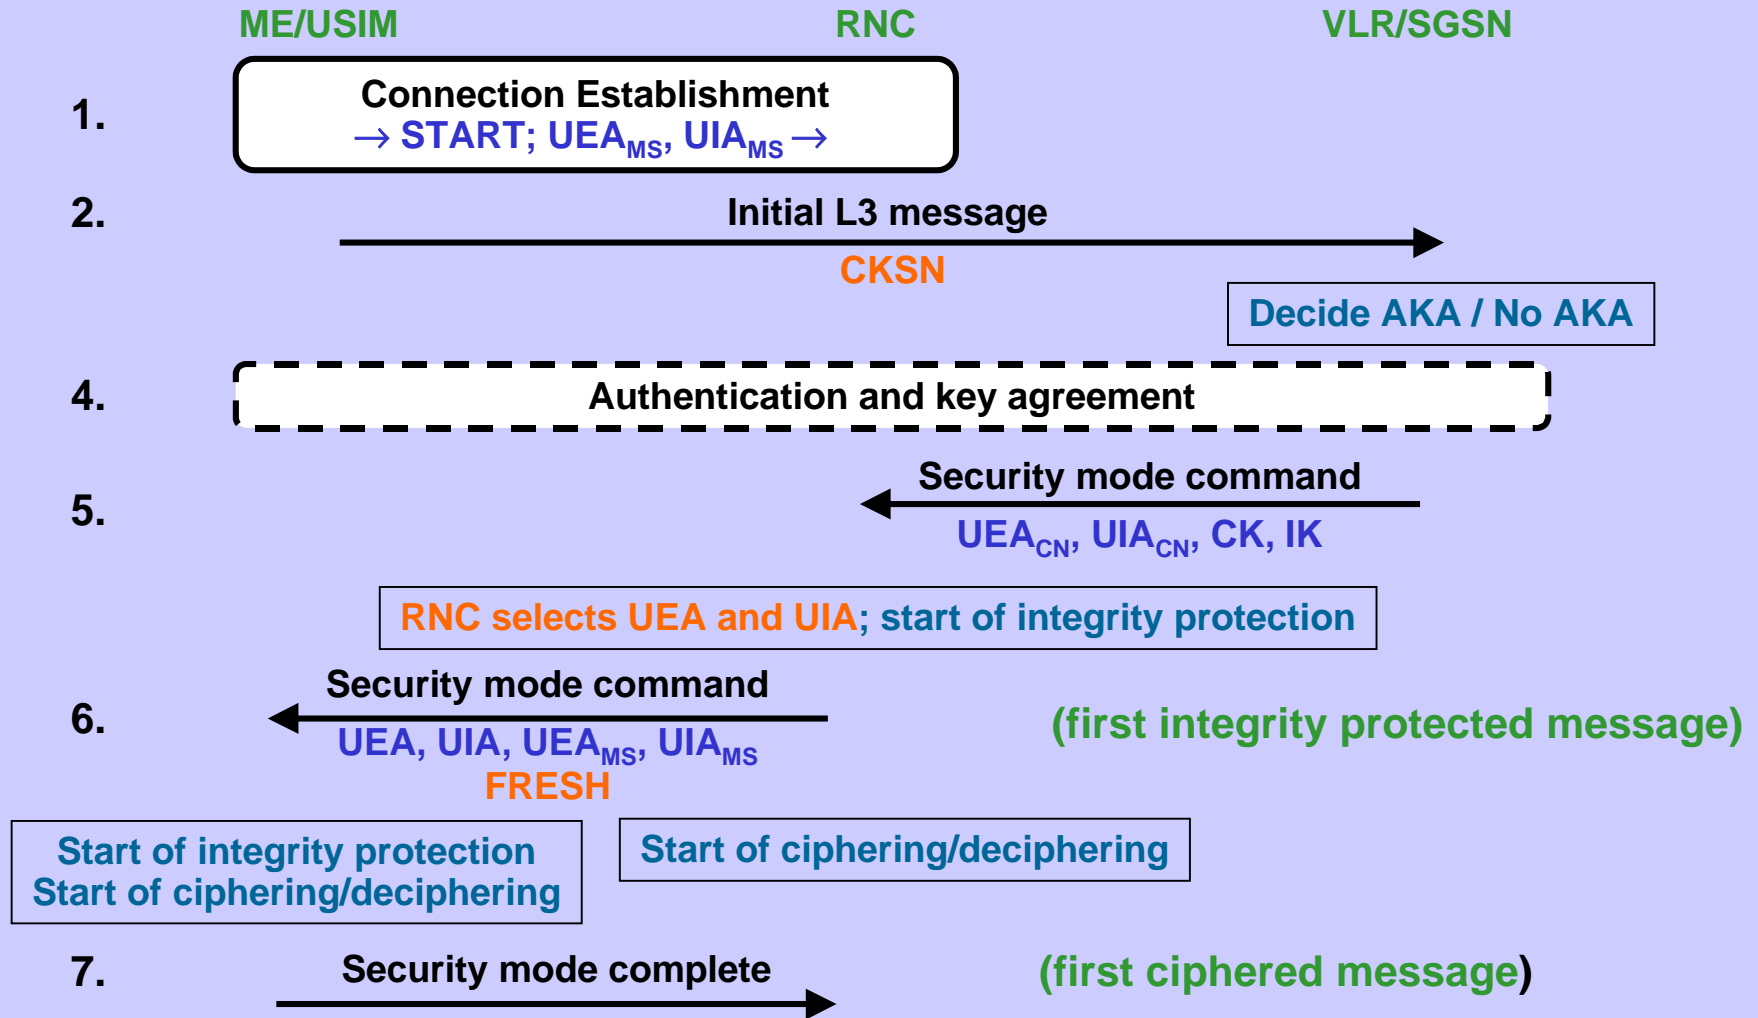 ME/USIM RNC VLR/SGSN
1.
Connection Establishment
→ START; UEAMS, UIAMS →
2.
Initial L3 message
CKSN
Decide AKA / No AKA
4.
Authentication and key agreement
5.
Security mode command
UEACN, UIACN, CK, IK
RNC selects UEA and UIA; start of integrity protection
6.
Security mode command
UEA, UIA, UEAMS, UIAMS
FRESH
(first integrity protected message)
Start of integrity protection
Start of ciphering/deciphering
Start of ciphering/deciphering
7.
Security mode complete
(first ciphered message)